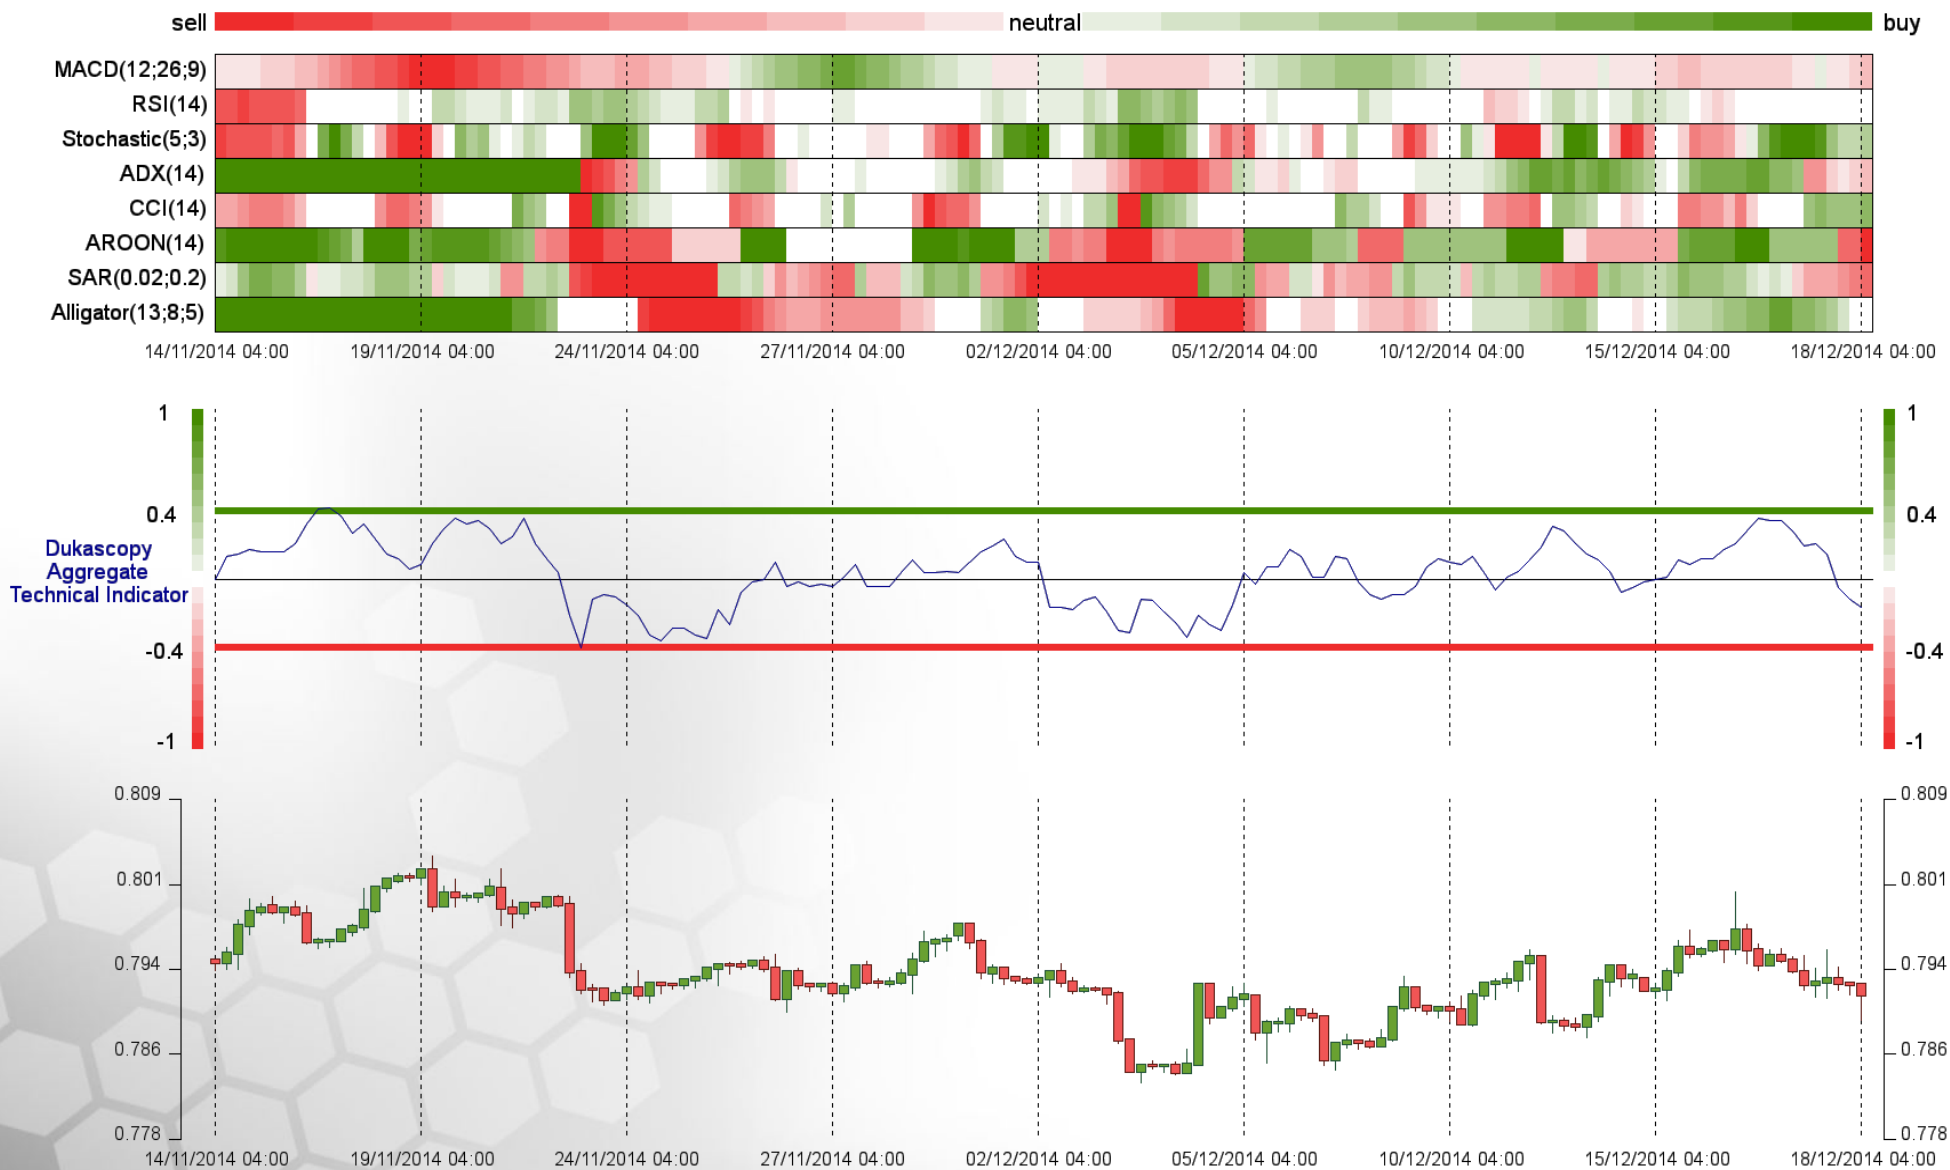 sell neutral buy
MACD(12;26;9)
RSI(14)
Stochastic(5;3)
ADX(14)
CCI(14)
AROON(14)
SAR(0.02;0.2)
Alligator(13;8;5)
14/11/2014 04:00 19/11/2014 04:00 24/11/2014 04:00 27/11/2014 04:00 02/12/2014 04:00 05/12/2014 04:00 10/12/2014 04:00 15/12/2014 04:00 18/12/2014 04:00
1 1
0.4 0.4
Dukascopy
Aggregate
Technical Indicator
-0.4 -0.4
-1 -1
0.809 0.809
0.801 0.801
0.794 0.794
0.786 0.786
0.778 0.778
14/11/2014 04:00 19/11/2014 04:00 24/11/2014 04:00 27/11/2014 04:00 02/12/2014 04:00 05/12/2014 04:00 10/12/2014 04:00 15/12/2014 04:00 18/12/2014 04:00